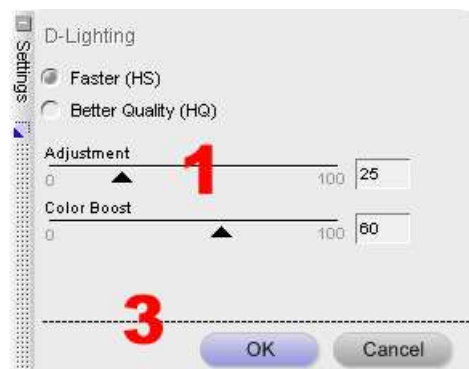 Settings
D-Lighting
Faster (HS)
Better Quality (HQ)
Adjustment
1
0 100 25
Color Boost
0 100 60
3
OK Cancel